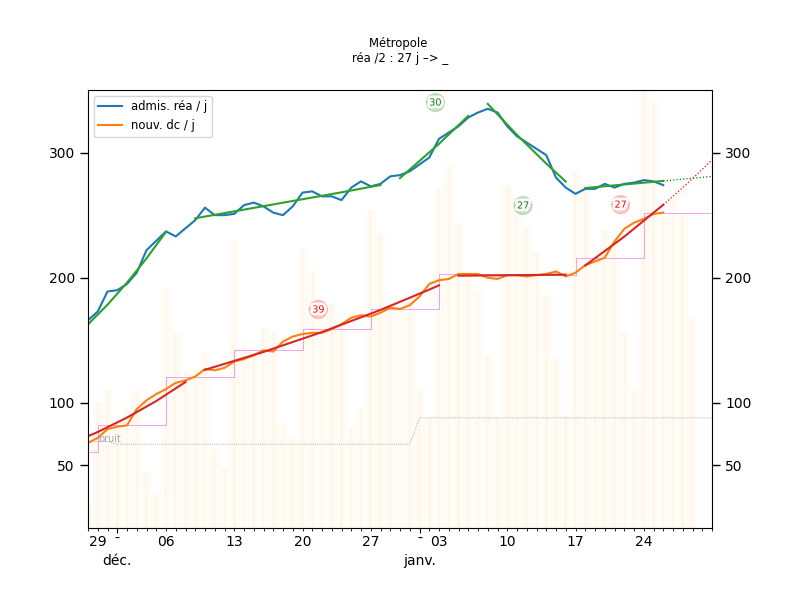 Métropole
réa /2 : 27 j –> _
admis. réa / j
nouv. dc / j
30
27
27
39
bruit
300
200
100
50
300
200
100
50
29 - 06 13 20 27 - 03 10 17 24
déc. janv.